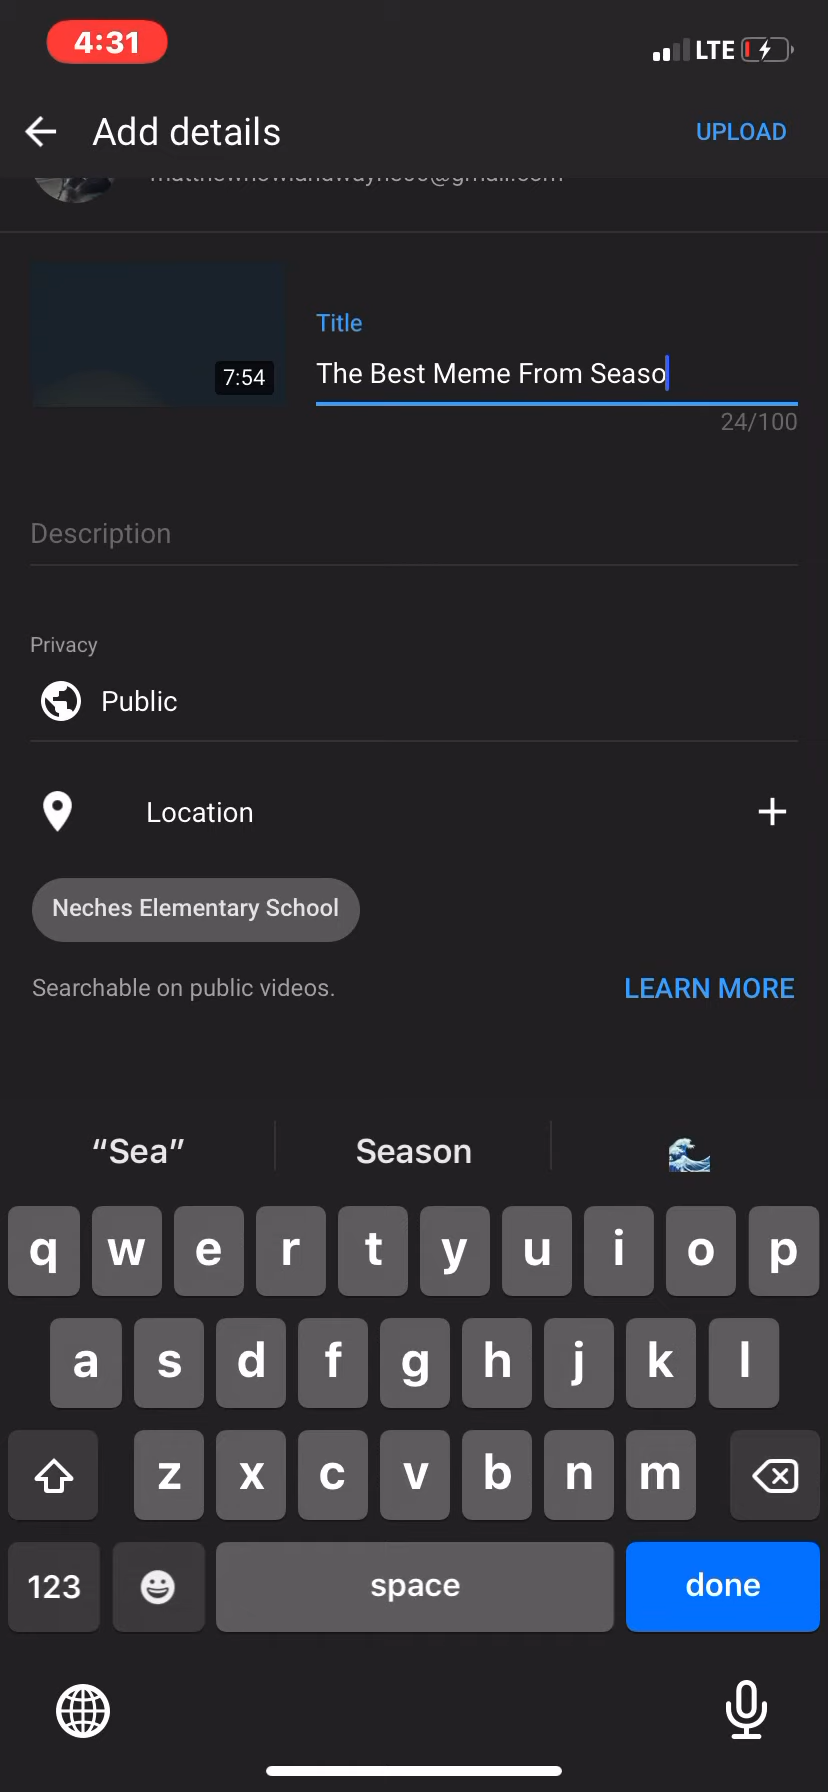 4:31
LTE
Add details
UPLOAD
7:54
Title
The Best Meme From Seaso
24/100
Description
Privacy
Public
Location
Neches Elementary School
Searchable on public videos.
LEARN MORE
“Sea”
Season
q w e r t y u i o p
a s d f g h j k l
z x c v b n m
123
space
done